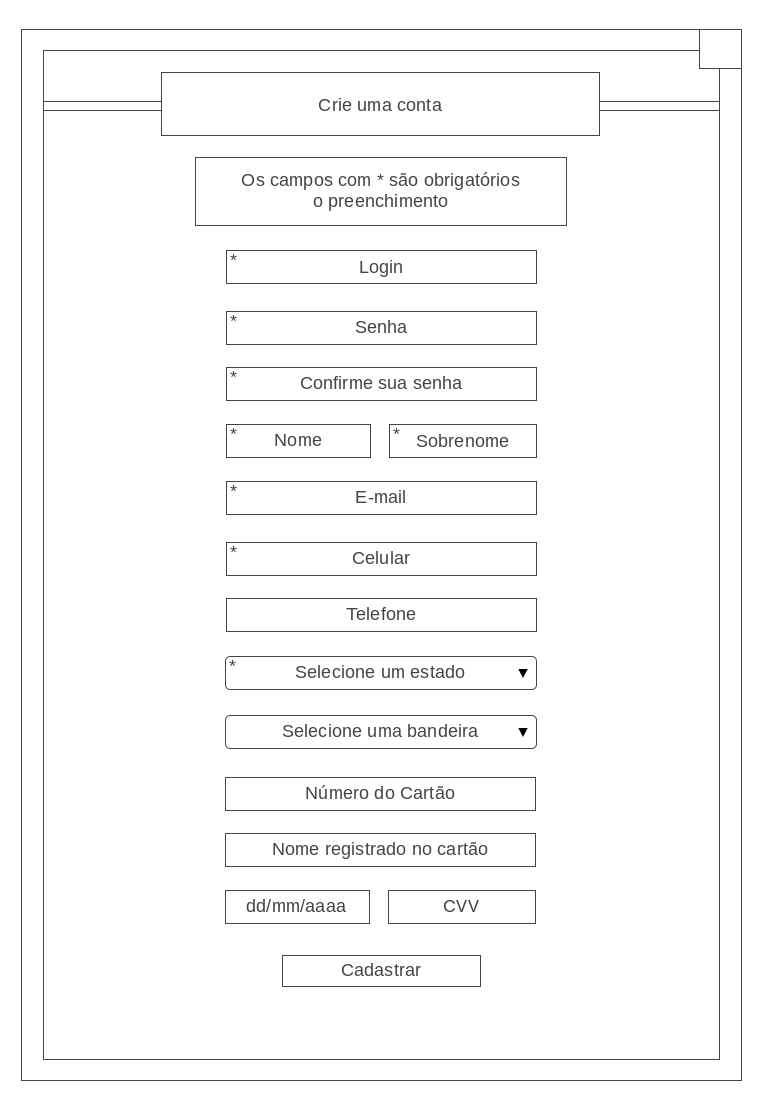 Crie uma conta
Os campos com * são obrigatórios
o preenchimento
* Login
* Senha
* Confirme sua senha
* Nome * Sobrenome
* E-mail
* Celular
Telefone
* Selecione um estado ▼
Selecione uma bandeira ▼
Número do Cartão
Nome registrado no cartão
dd/mm/aaaa CVV
Cadastrar